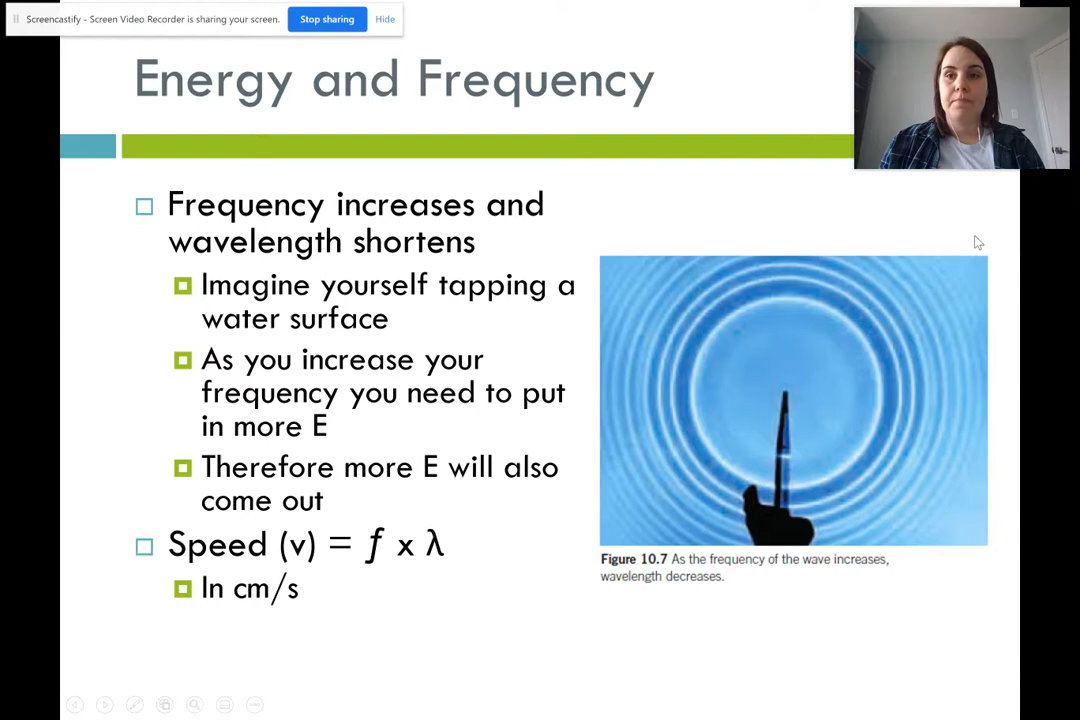 Screencastify - Screen Video Recorder is sharing your screen.
Stop sharing
Hide
Energy and Frequency
Frequency increases and
wavelength shortens
Imagine yourself tapping a
water surface
As you increase your
frequency you need to put
in more E
Therefore more E will also
come out
Speed (v) = f x λ
In cm/s
Figure 10.7 As the frequency of the wave increases,
wavelength decreases.